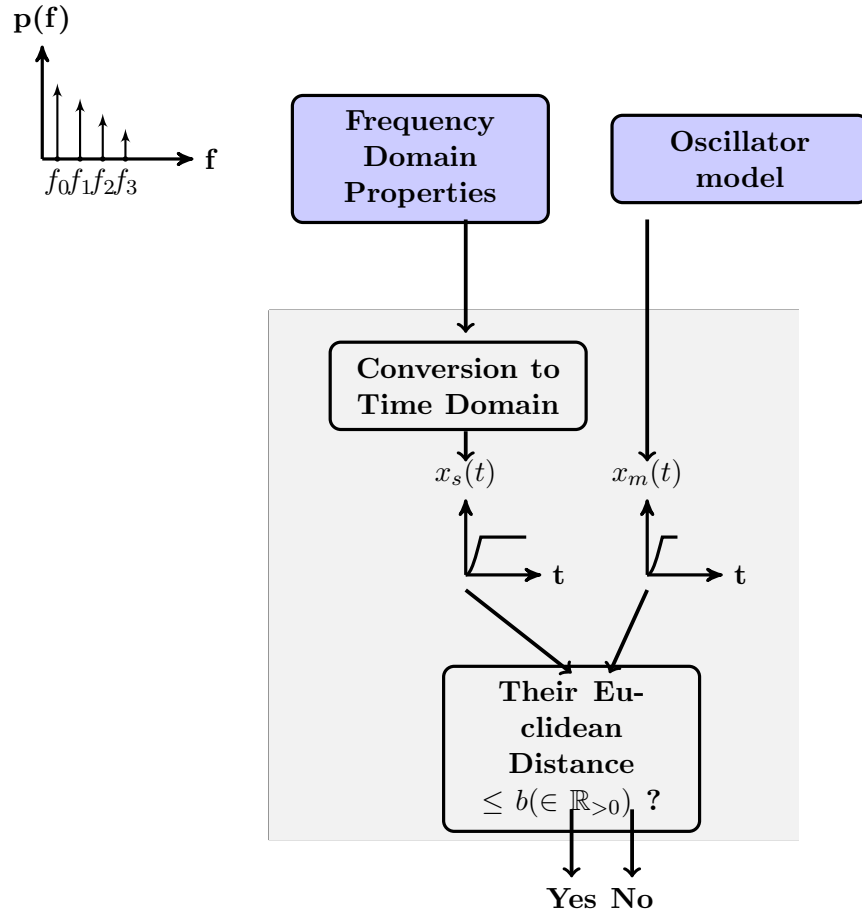 p(f)
f
f₀f₁f₂f₃
Frequency
Domain
Properties
Oscillator
model
Conversion to
Time Domain
xₛ(t)
xₘ(t)
t
t
Their Eu-
clidean
Distance
≤ b(∈ ℝ>0) ?
Yes No